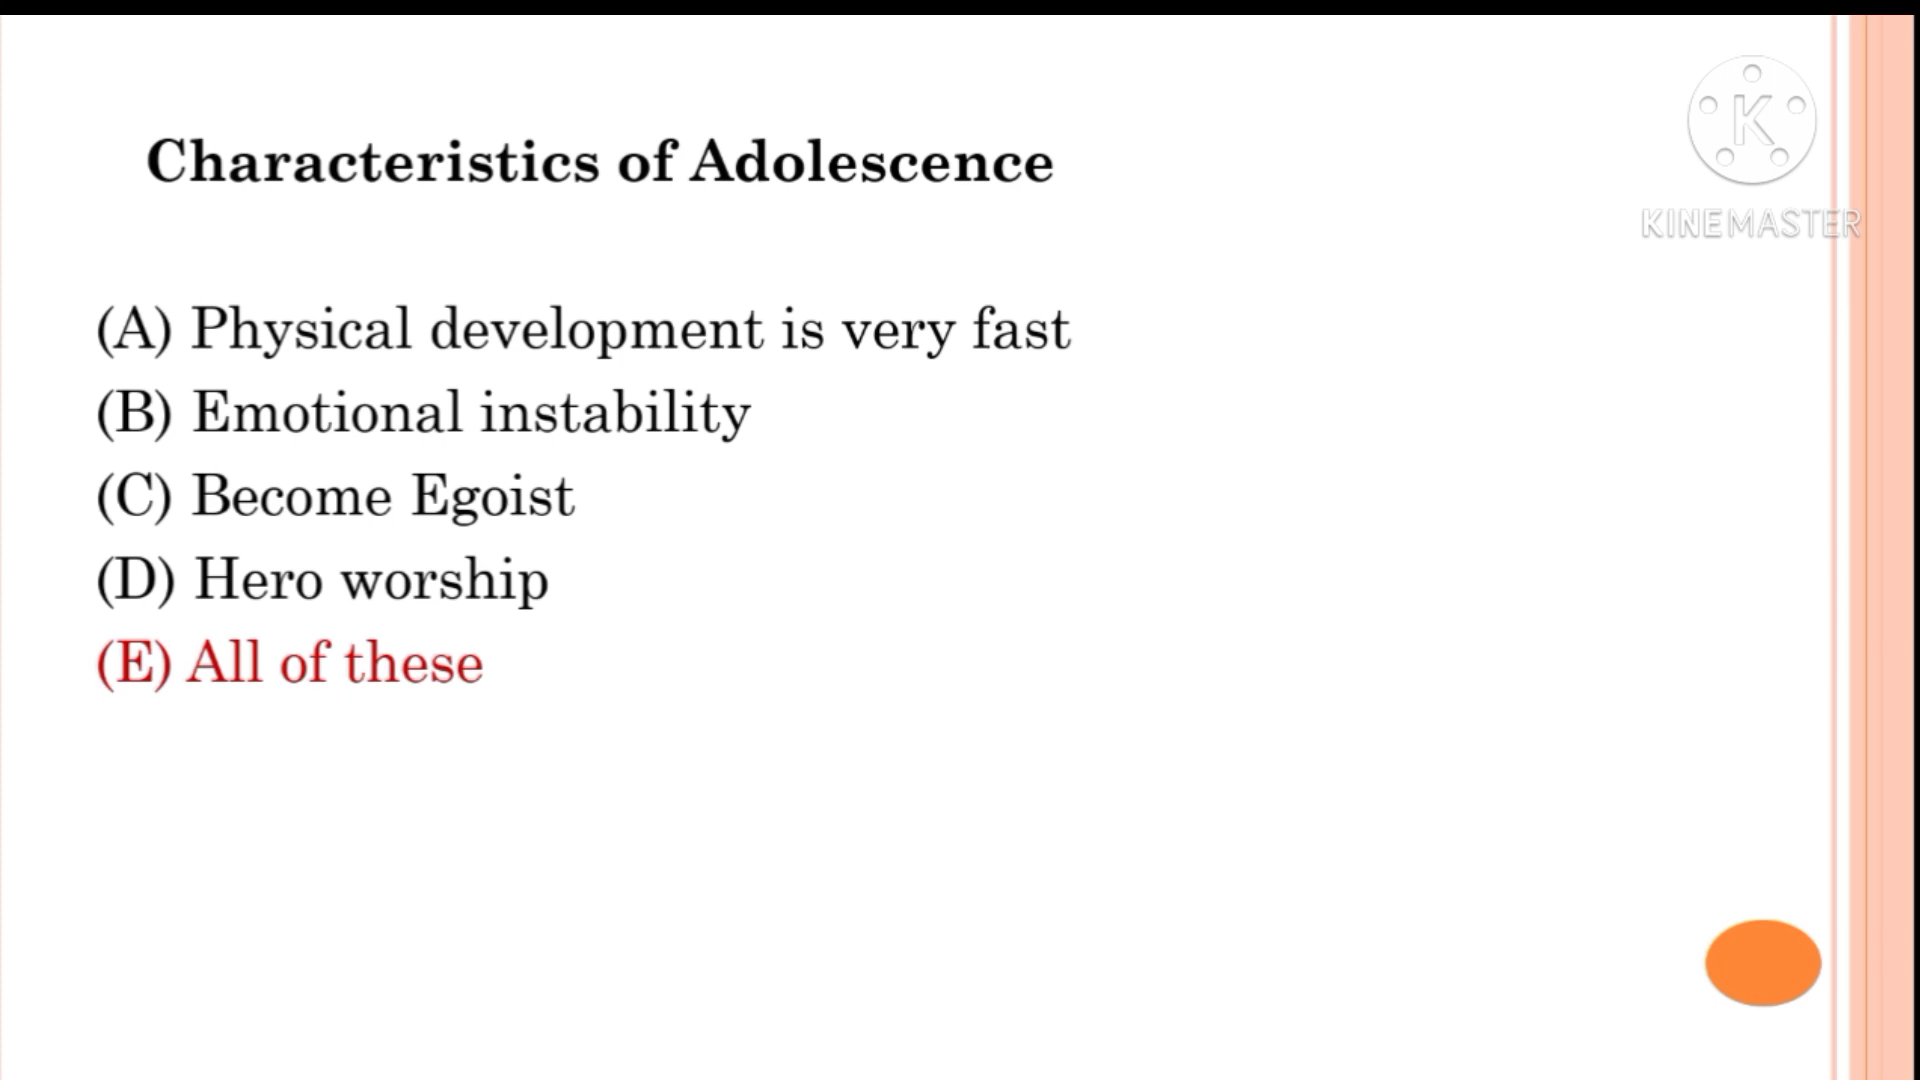 Characteristics of Adolescence
K
KINEMASTER
(A) Physical development is very fast
(B) Emotional instability
(C) Become Egoist
(D) Hero worship
(E) All of these